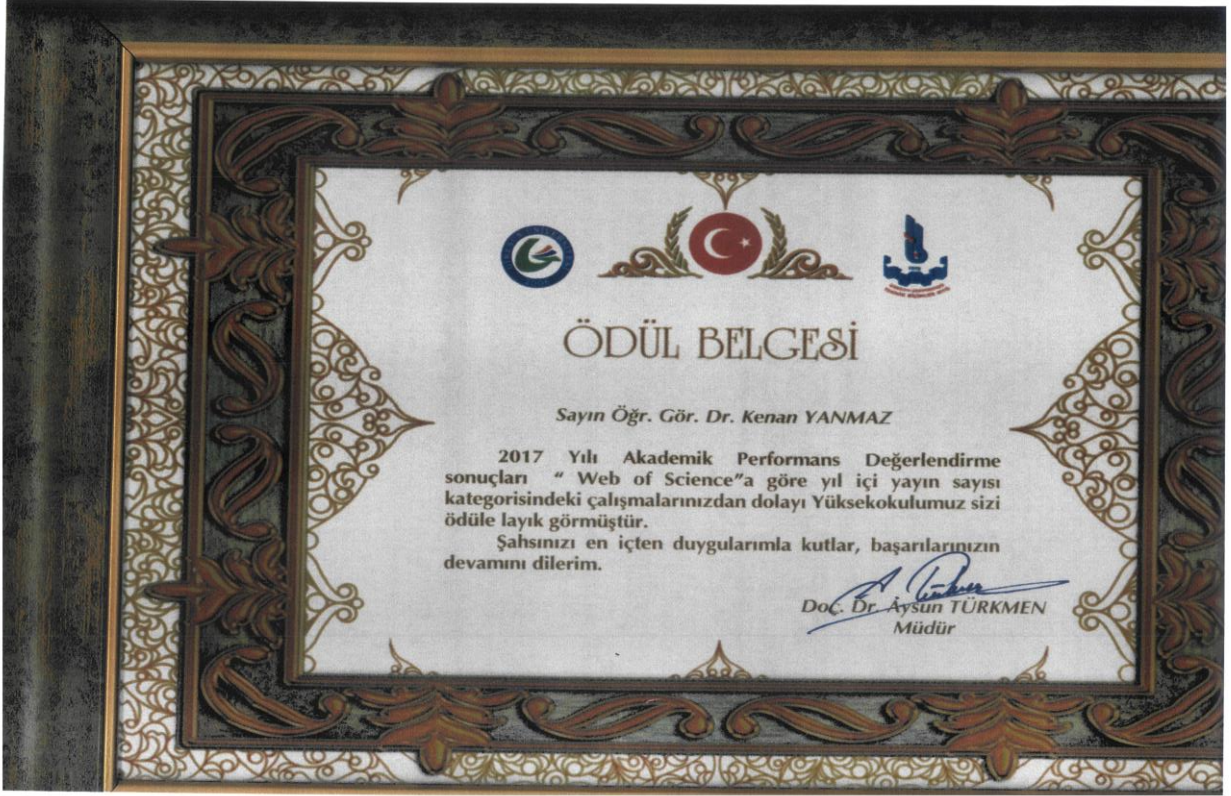 ÖDÜL BELGESİ
Sayın Öğr. Gör. Dr. Kenan YANMAZ
2017 Yılı Akademik Performans Değerlendirme
sonuçları “ Web of Science”a göre yıl içi yayın sayısı
kategorisindeki çalışmalarınızdan dolayı Yüksekokulumuz sizi
ödüle layık görmüştür.
Şahsınızı en içten duygularımla kutlar, başarılarınızın
devamını dilerim.
Doç. Dr. Aysun TÜRKMEN
Müdür